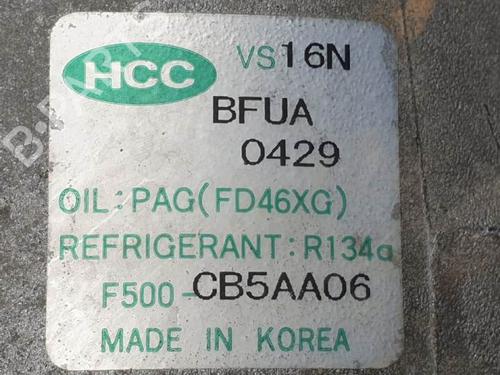 HCC VS16N
BFUA
0429
OIL:PAG(FD46XG)
REFRIGERANT:R134a
F500-CB5AA06
MADE IN KOREA